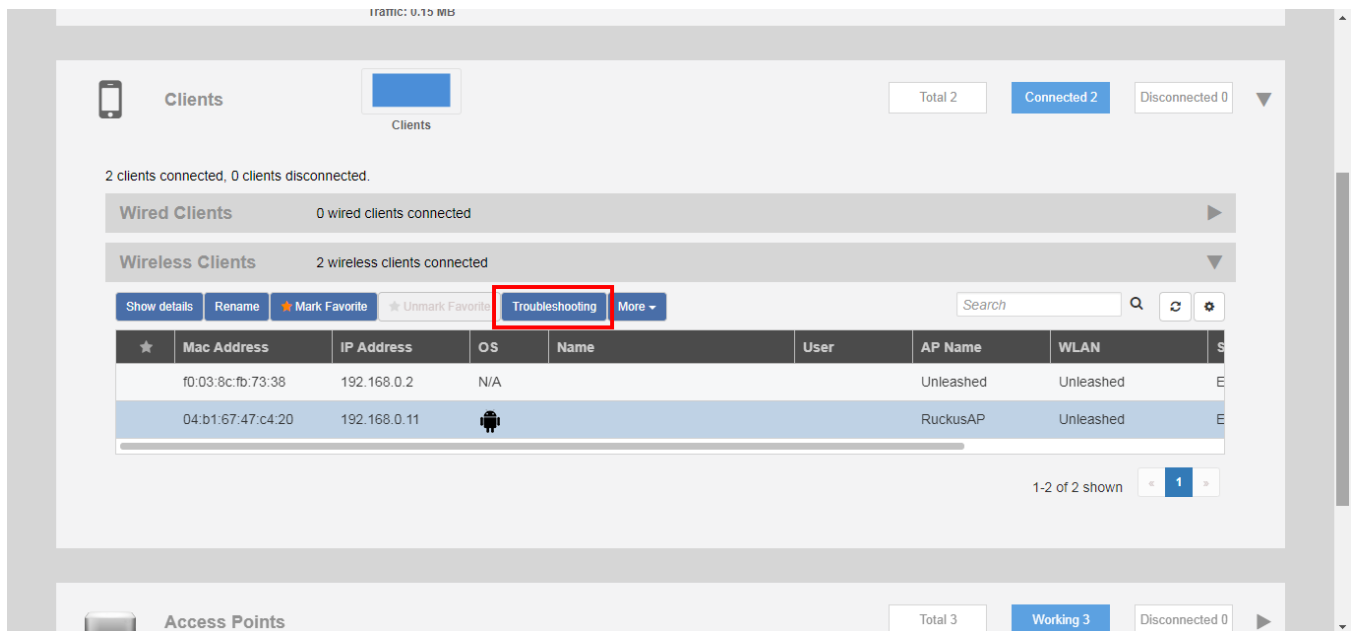 Traffic: 0.15 MB
Clients
Clients
Total 2
Connected 2
Disconnected 0
2 clients connected, 0 clients disconnected.
Wired Clients 0 wired clients connected
Wireless Clients 2 wireless clients connected
Show details Rename Mark Favorite Unmark Favorite Troubleshooting More Search
Mac Address IP Address OS Name User AP Name WLAN S
f0:03:8c:fb:73:38 192.168.0.2 N/A Unleashed Unleashed E
04:b1:67:47:c4:20 192.168.0.11 RuckusAP Unleashed E
1-2 of 2 shown « 1 »
Access Points Total 3 Working 3 Disconnected 0